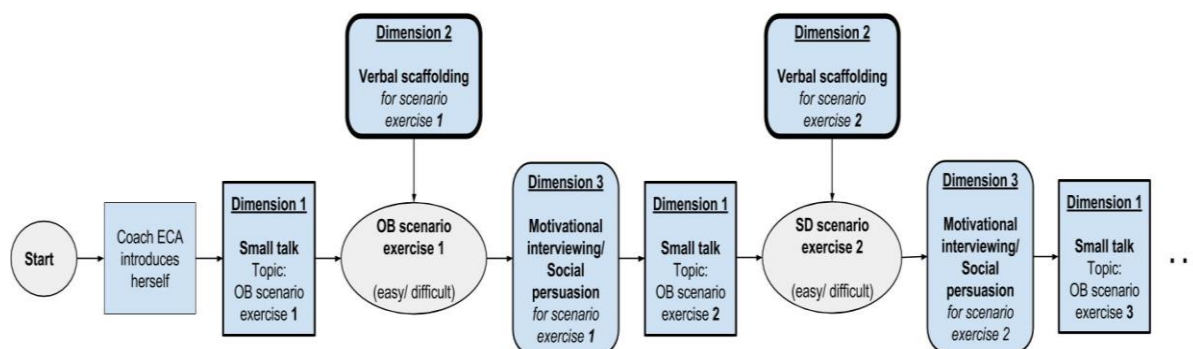 Dimension 2
Verbal scaffolding
for scenario
exercise 1
Dimension 2
Verbal scaffolding
for scenario
exercise 2
Start
Coach ECA
introduces
herself
Dimension 1
Small talk
Topic:
OB scenario
exercise 1
OB scenario
exercise 1
(easy/ difficult)
Dimension 3
Motivational
interviewing/
Social
persuasion
for scenario
exercise 1
Dimension 1
Small talk
Topic:
OB scenario
exercise 2
SD scenario
exercise 2
(easy/ difficult)
Dimension 3
Motivational
interviewing/
Social
persuasion
for scenario
exercise 2
Dimension 1
Small talk
Topic:
OB scenario
exercise 3
. .